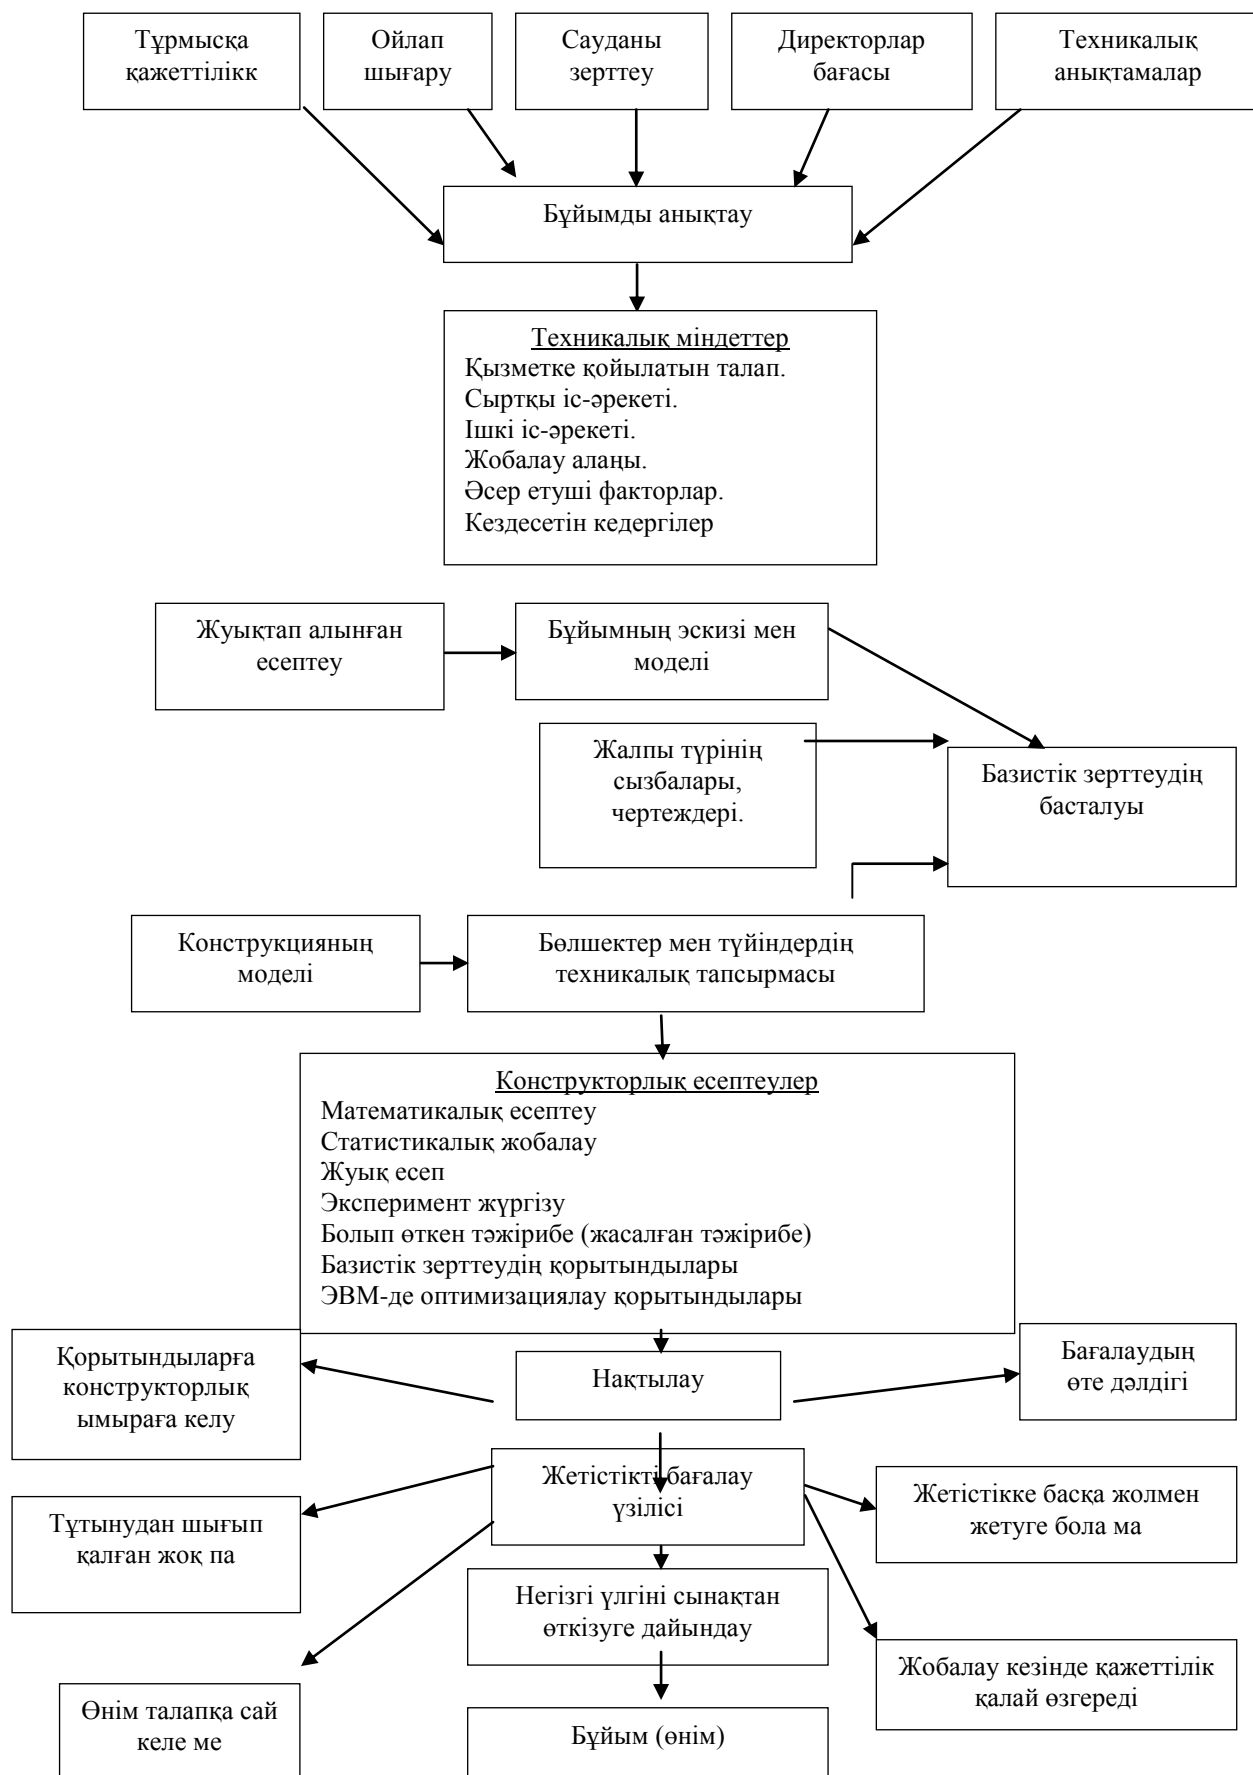 Тұрмысқа
қажеттілікк
Ойлап
шығару
Сауданы
зерттеу
Директорлар
бағасы
Техникалық
анықтамалар
Бұйымды анықтау
Техникалық міндеттер
Қызметке қойылатын талап.
Сыртқы іс-әрекеті.
Ішкі іс-әрекеті.
Жобалау алаңы.
Әсер етуші факторлар.
Кездесетін кедергілер
Жуықтап алынған
есептеу
Бұйымның эскизі мен
моделі
Жалпы түрінің
сызбалары,
чертеждері.
Базистік зерттеудің
басталуы
Конструкцияның
моделі
Бөлшектер мен түйіндердің
техникалық тапсырмасы
Конструкторлық есептеулер
Математикалық есептеу
Статистикалық жобалау
Жуық есеп
Эксперимент жүргізу
Болып өткен тәжірибе (жасалған тәжірибе)
Базистік зерттеудің қорытындылары
ЭВМ-де оптимизациялау қорытындылары
Қорытындыларға
конструкторлық
ымыраға келу
Нақтылау
Бағалаудың
өте дәлдігі
Жетістікті бағалау
үзілісі
Тұтынудан шығып
қалған жоқ па
Жетістікке басқа жолмен
жетуге бола ма
Негізгі үлгіні сынақтан
өткізуге дайындау
Жобалау кезінде қажеттілік
қалай өзгереді
Өнім талапқа сай
келе ме
Бұйым (өнім)